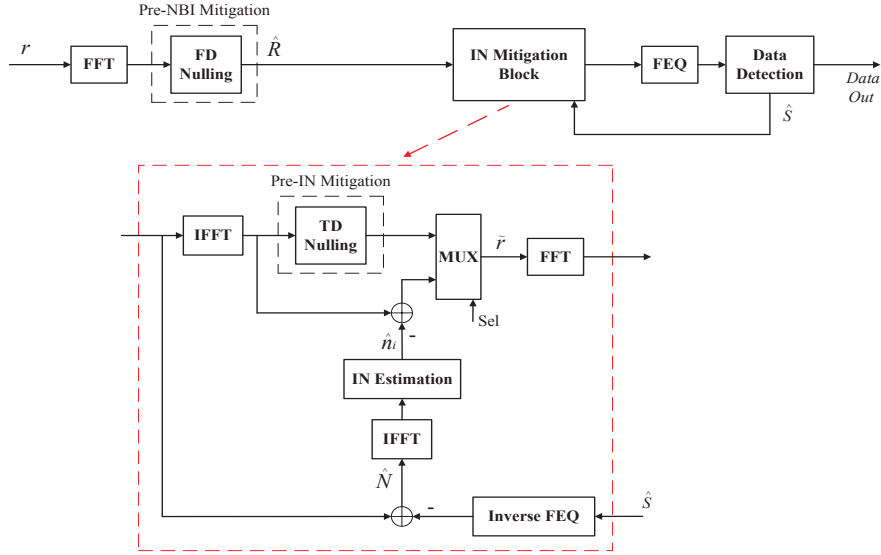 Pre-NBI Mitigation
r
FFT
FD
Nulling
R̂
IN Mitigation
Block
FEQ
Data
Detection
Data
Out
Ŝ
Pre-IN Mitigation
IFFT
TD
Nulling
MUX
r̃
FFT
Sel
-
n̂i
IN Estimation
IFFT
N̂
-
Inverse FEQ
Ŝ